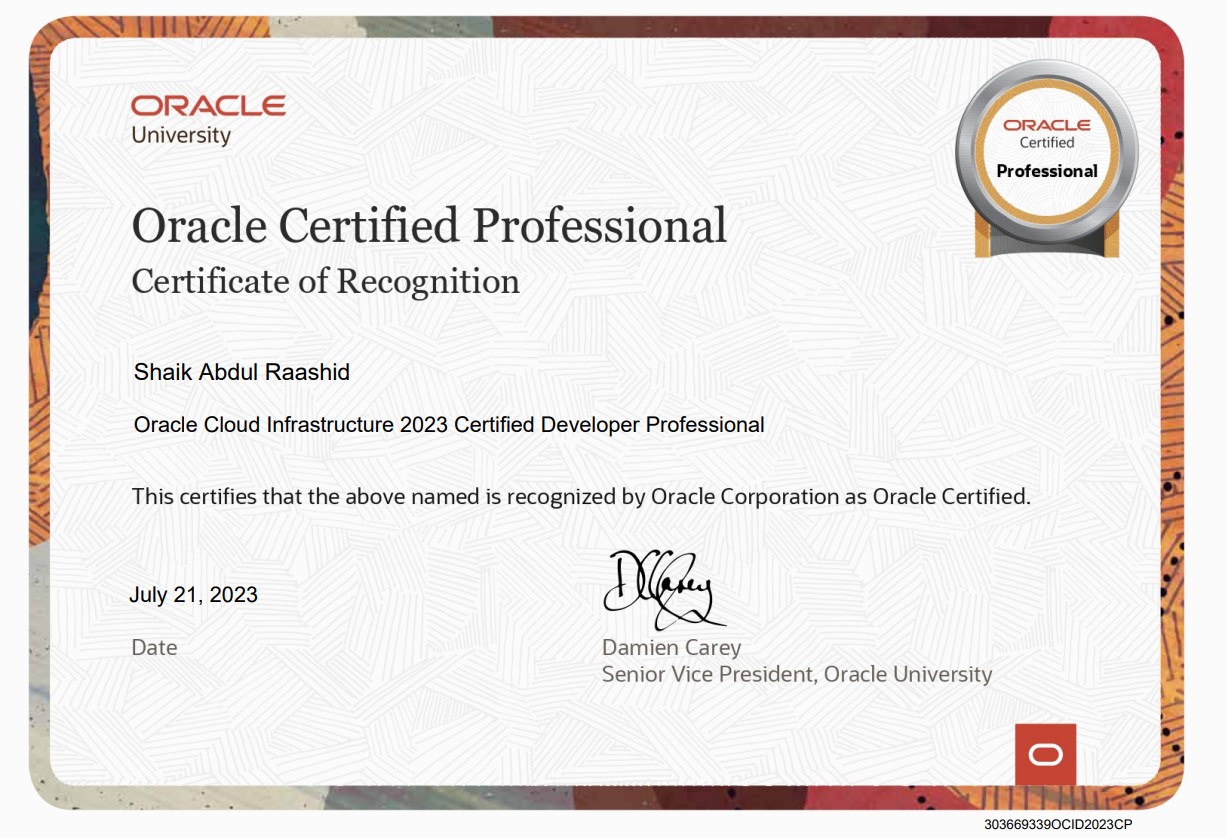 ORACLE
University
ORACLE
Certified
Professional
Oracle Certified Professional
Certificate of Recognition
Shaik Abdul Raashid
Oracle Cloud Infrastructure 2023 Certified Developer Professional
This certifies that the above named is recognized by Oracle Corporation as Oracle Certified.
July 21, 2023
Date
DCarey
Damien Carey
Senior Vice President, Oracle University
303669339OCID2023CP